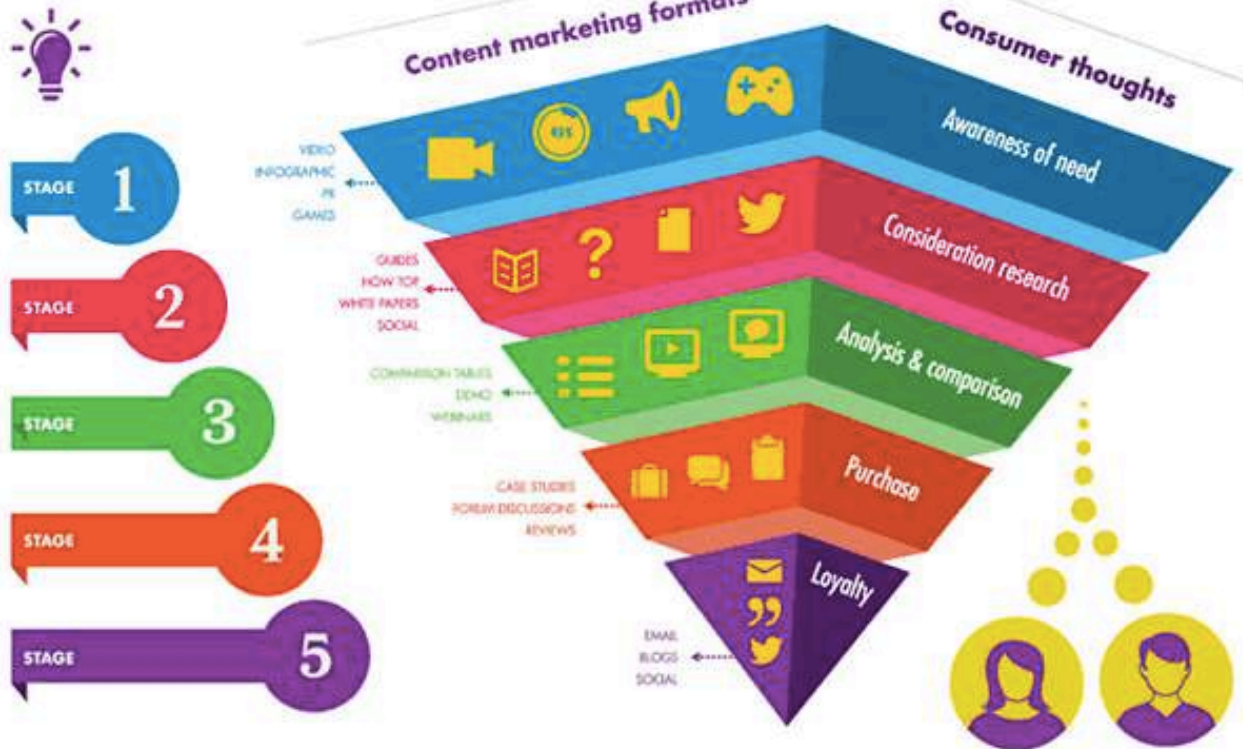 Content marketing formats
Consumer thoughts
STAGE 1
STAGE 2
STAGE 3
STAGE 4
STAGE 5
VIDEO
INFOGRAPHIC
PR
GAMES
Awareness of need
GUIDES
HOW TOP
WHITE PAPERS
SOCIAL
Consideration research
COMPARISON TABLES
DEMO
WEBINARS
Analysis & comparison
CASE STUDIES
FORUM DISCUSSIONS
REVIEWS
Purchase
EMAIL
BLOGS
SOCIAL
Loyalty